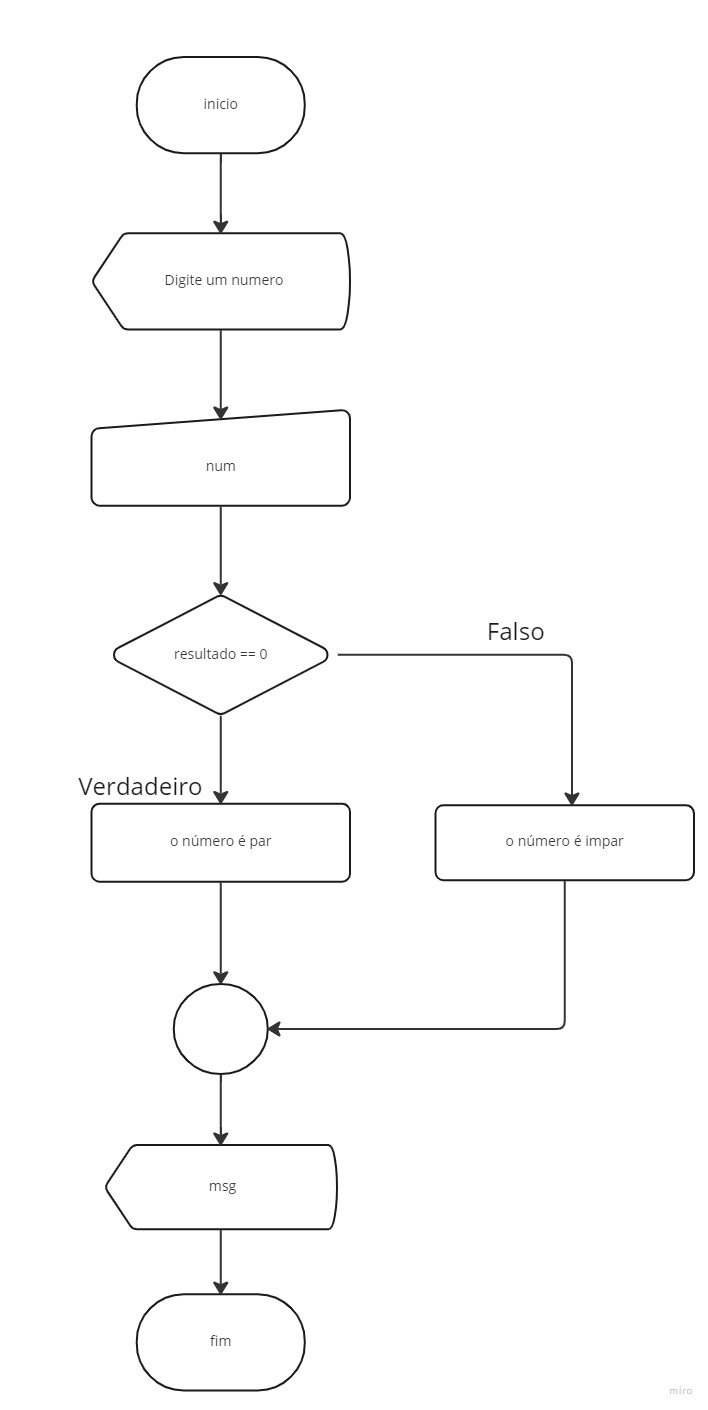 inicio
Digite um numero
num
resultado == 0
Falso
Verdadeiro
o número é par
o número é impar
msg
fim
miro